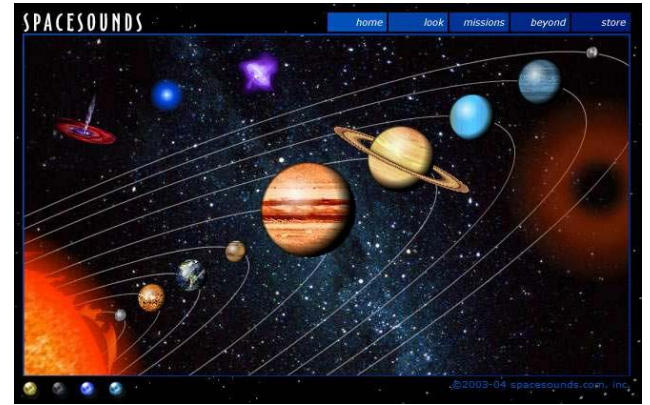 SPACESOUNDS
home look missions beyond store
©2003-04 spacesounds.com, inc.